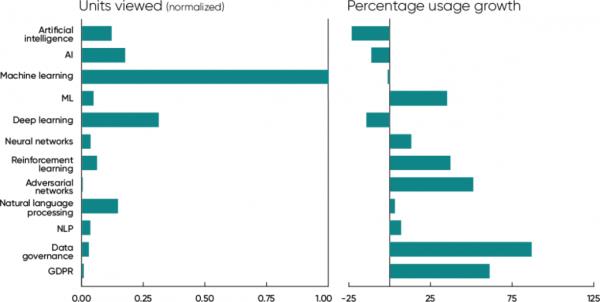 Units viewed (normalized)
Percentage usage growth
Artificial
intelligence
AI
Machine learning
ML
Deep learning
Neural networks
Reinforcement
learning
Adversarial
networks
Natural language
processing
NLP
Data
governance
GDPR
0.00 0.25 0.50 0.75 1.00
-25 25 75 125